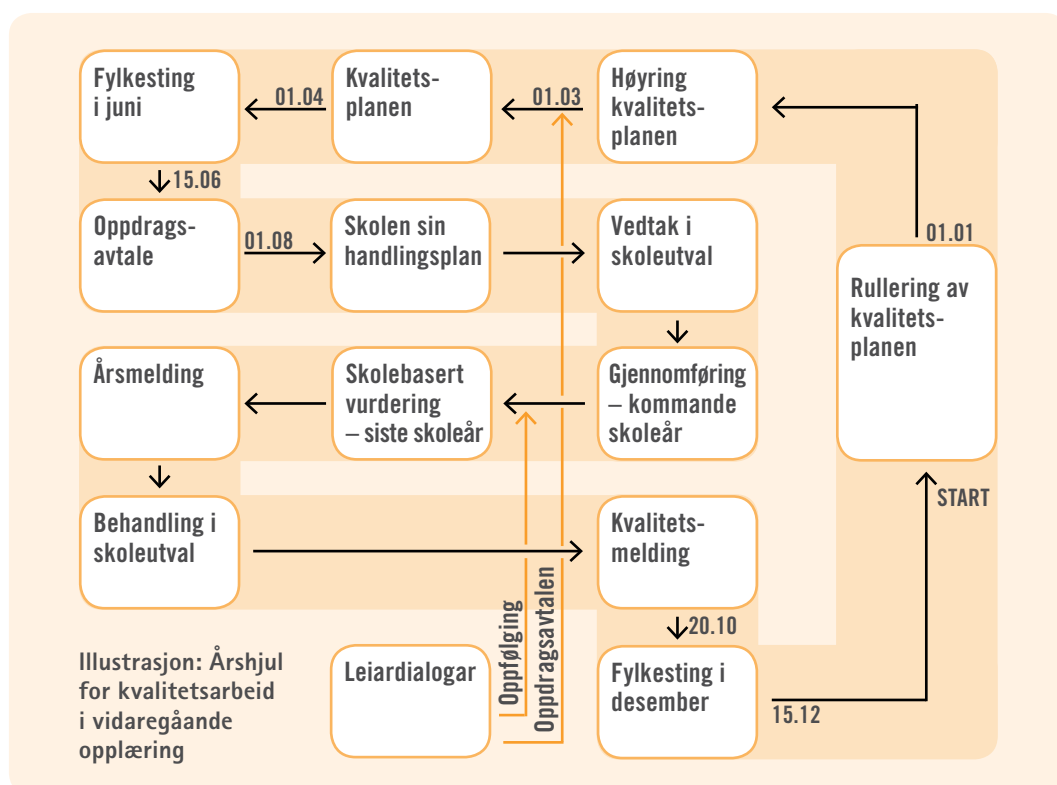 Fylkesting
i juni
01.04
Kvalitets-
planen
01.03
Høyring
kvalitets-
planen
15.06
Oppdrags-
avtale
01.08
Skolen sin
handlingsplan
Vedtak i
skoleutval
01.01
Rullering av
kvalitets-
planen
Årsmelding
Skolebasert
vurdering
– siste skoleår
Gjennomføring
– kommande
skoleår
START
Behandling i
skoleutval
Kvalitets-
melding
20.10
Oppfølging
Oppdragsavtalen
Illustrasjon: Årshjul
for kvalitetsarbeid
i vidaregåande
opplæring
Leiardialogar
Fylkesting i
desember
15.12